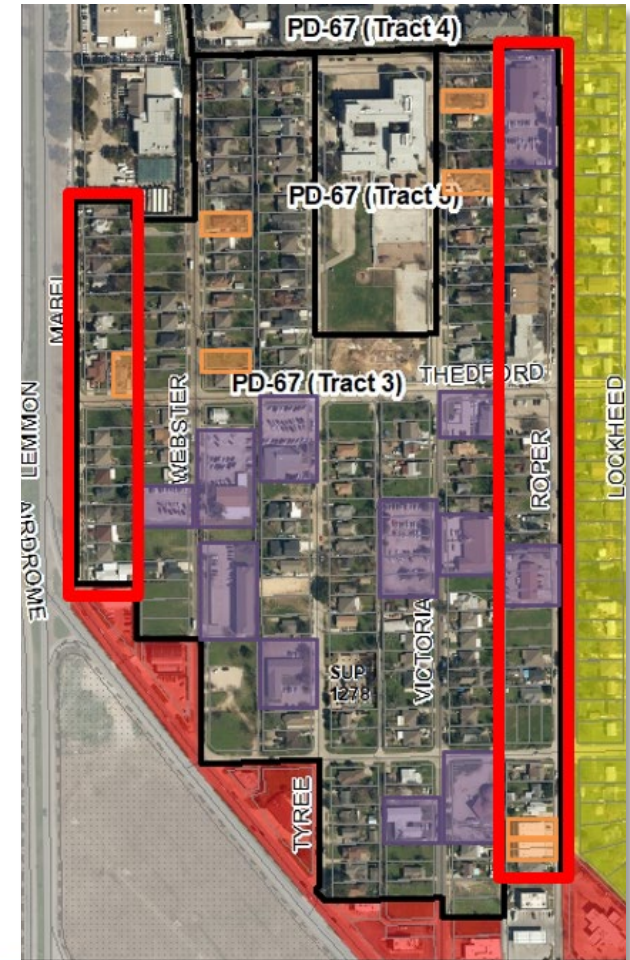 PD-67 (Tract 4)
PD-67 (Tract 5)
MABEL
THEDFORD
PD-67 (Tract 3)
WEBSTER
NOMWEN
AIRDROME
ROPER
LOCKHEED
VICTORIA
SUP
1278
TYREE